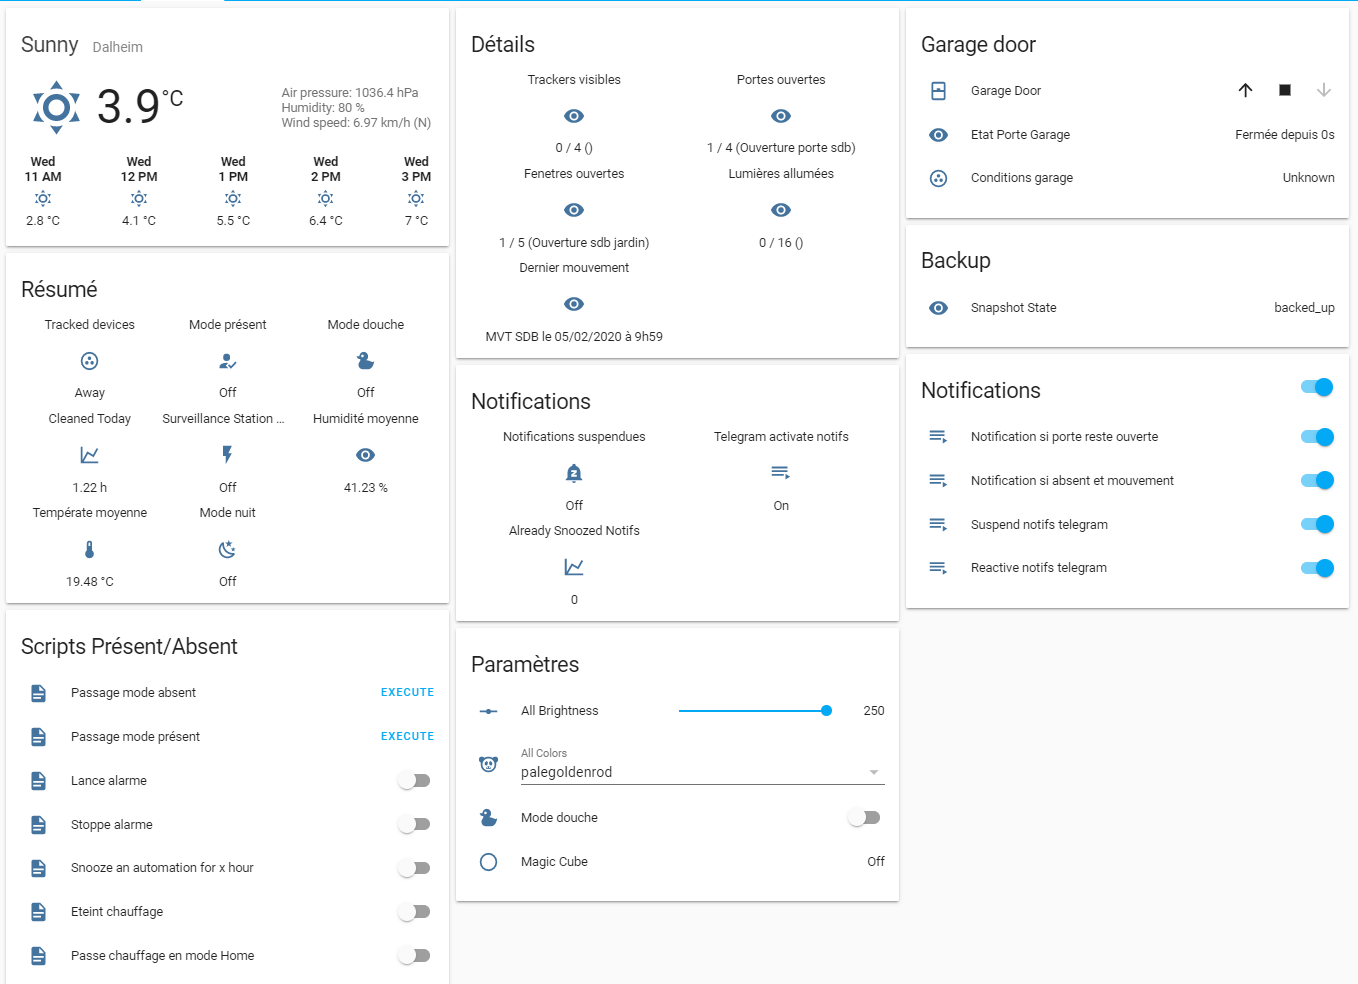 Sunny Dalheim
3.9 °C
Air pressure: 1036.4 hPa
Humidity: 80 %
Wind speed: 6.97 km/h (N)
Wed Wed Wed Wed Wed
11 AM 12 PM 1 PM 2 PM 3 PM
2.8 °C 4.1 °C 5.5 °C 6.4 °C 7 °C
Résumé
Tracked devices Mode présent Mode douche
Away Off Off
Cleaned Today Surveillance Station ... Humidité moyenne
1.22 h Off 41.23 %
Températe moyenne Mode nuit
19.48 °C Off
Scripts Présent/Absent
Passage mode absent EXECUTE
Passage mode présent EXECUTE
Lance alarme
Stoppe alarme
Snooze an automation for x hour
Eteint chauffage
Passe chauffage en mode Home
Détails
Trackers visibles Portes ouvertes
0 / 4 () 1 / 4 (Ouverture porte sdb)
Fenetres ouvertes Lumières allumées
1 / 5 (Ouverture sdb jardin) 0 / 16 ()
Dernier mouvement
MVT SDB le 05/02/2020 à 9h59
Notifications
Notifications suspendues Telegram activate notifs
Off On
Already Snoozed Notifs
0
Paramètres
All Brightness 250
All Colors
palegoldenrod
Mode douche
Magic Cube Off
Garage door
Garage Door
Etat Porte Garage Fermée depuis 0s
Conditions garage Unknown
Backup
Snapshot State backed_up
Notifications
Notification si porte reste ouverte
Notification si absent et mouvement
Suspend notifs telegram
Reactive notifs telegram